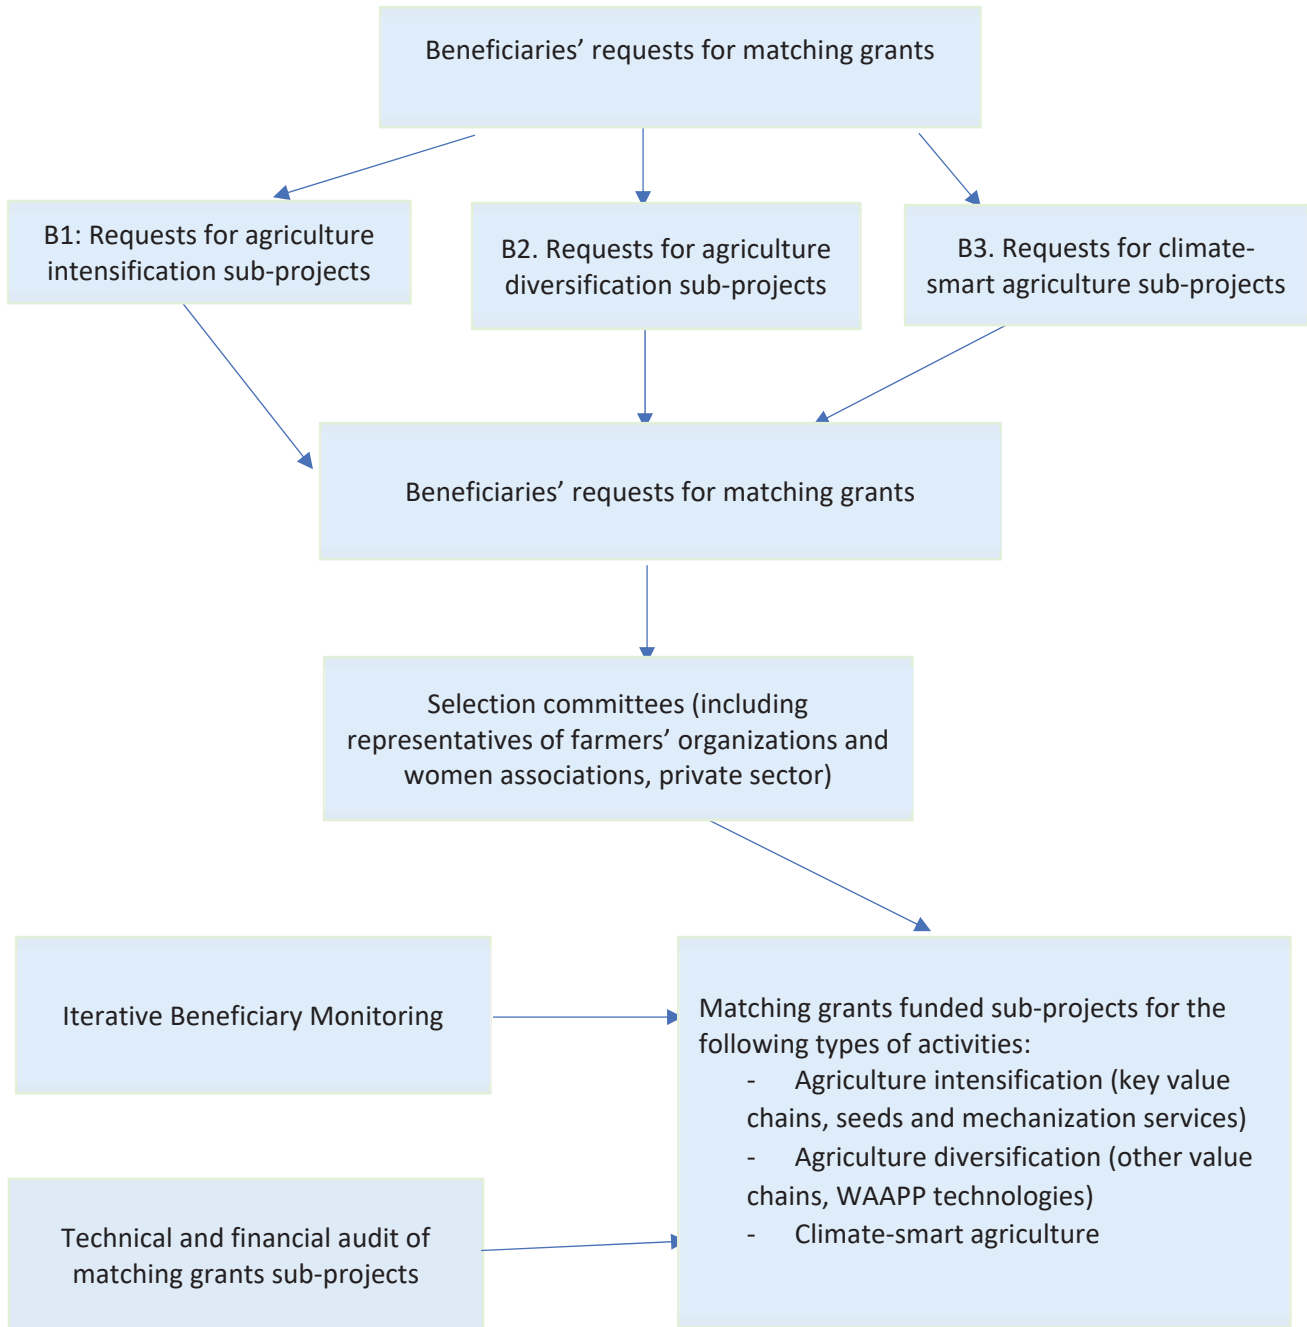 Beneficiaries’ requests for matching grants
B1: Requests for agriculture
intensification sub-projects
B2. Requests for agriculture
diversification sub-projects
B3. Requests for climate-
smart agriculture sub-projects
Beneficiaries’ requests for matching grants
Selection committees (including
representatives of farmers’ organizations and
women associations, private sector)
Iterative Beneficiary Monitoring
Matching grants funded sub-projects for the
following types of activities:
- Agriculture intensification (key value
chains, seeds and mechanization services)
- Agriculture diversification (other value
chains, WAAPP technologies)
- Climate-smart agriculture
Technical and financial audit of
matching grants sub-projects